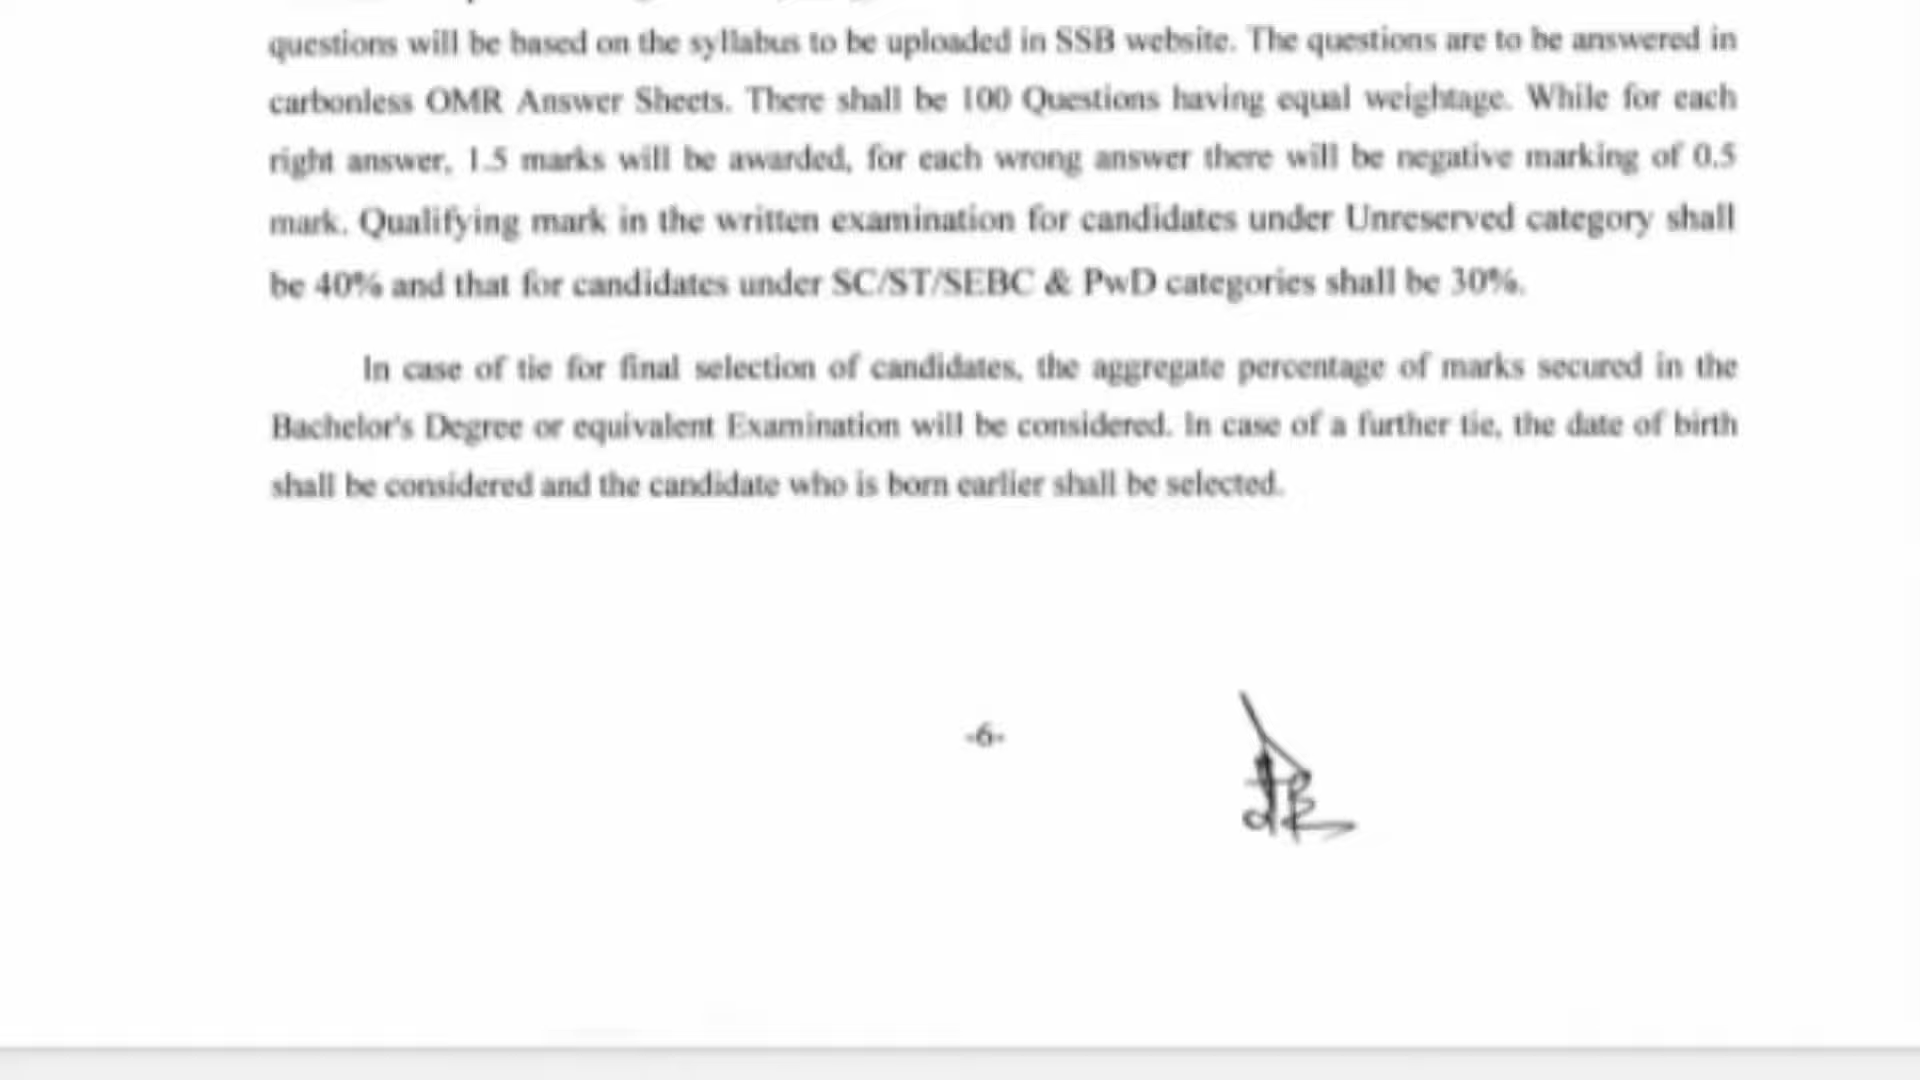 questions will be based on the syllabus to be uploaded in SSB website. The questions are to be answered in
carbonless OMR Answer Sheets. There shall be 100 Questions having equal weightage. While for each
right answer, 1.5 marks will be awarded, for each wrong answer there will be negative marking of 0.5
mark. Qualifying mark in the written examination for candidates under Unreserved category shall
be 40% and that for candidates under SC/ST/SEBC & PwD categories shall be 30%.
In case of tie for final selection of candidates, the aggregate percentage of marks secured in the
Bachelor's Degree or equivalent Examination will be considered. In case of a further tie, the date of birth
shall be considered and the candidate who is born earlier shall be selected.
-6-